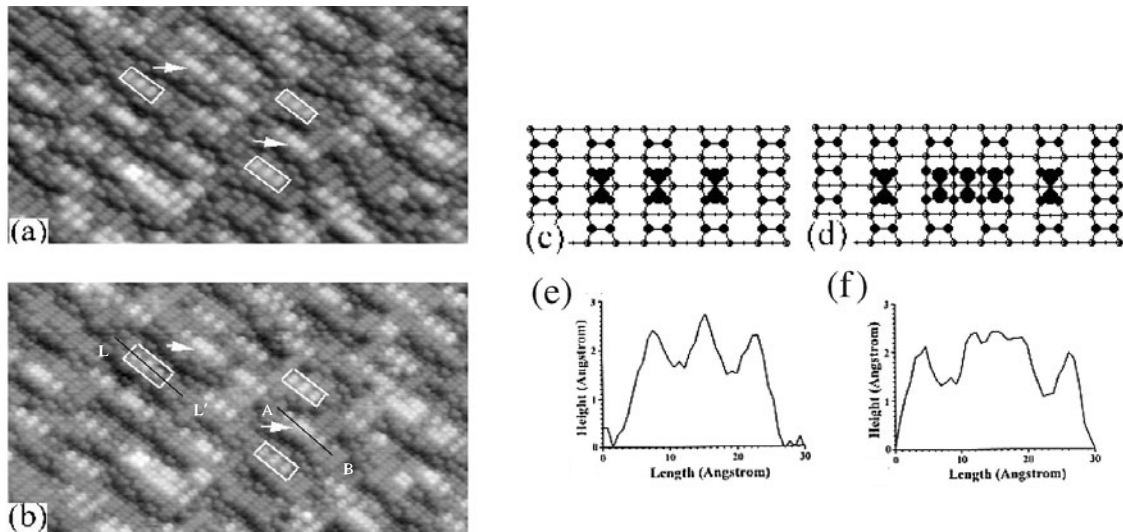 (a)
(b)
L
L'
A
B
(c)
(d)
(e)
3
2
1
0
Height (Angstrom)
0
10
20
30
Length (Angstrom)
(f)
3
2
1
0
Height (Angstrom)
0
10
20
30
Length (Angstrom)